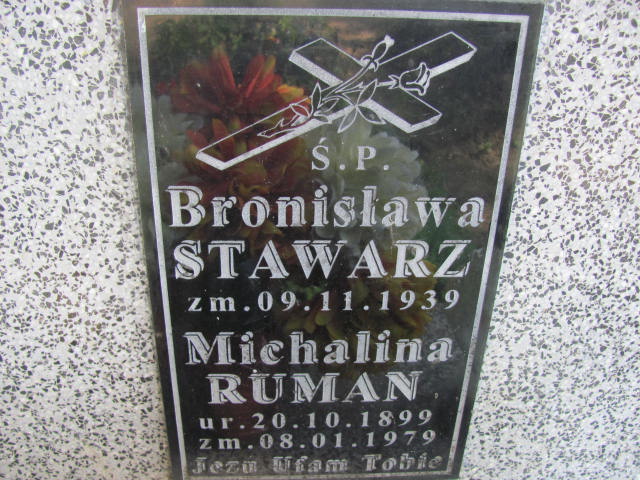 Ś.P.
Bronisława
STAWARZ
zm.09.11.1939
Michalina
RUMAN
ur.20.10.1899
zm.08.01.1979
Jezu Ufam Tobie